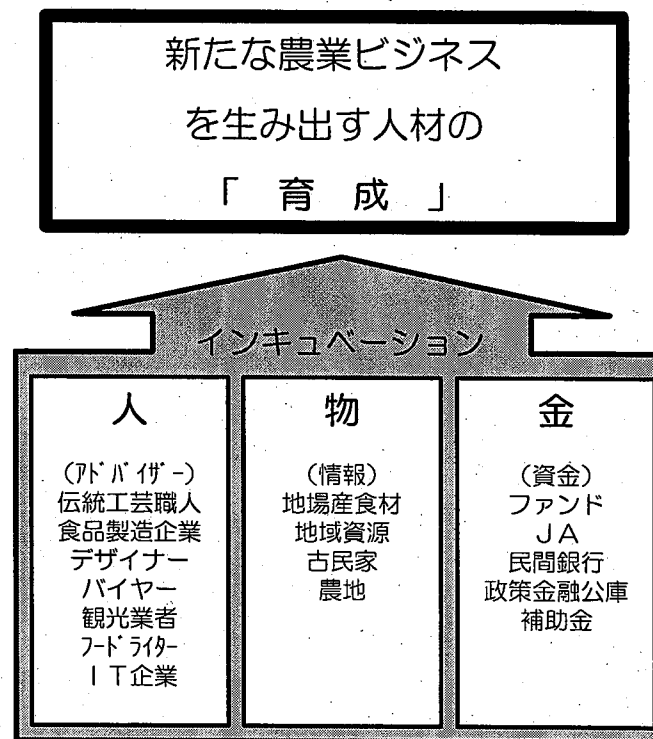 新たな農業ビジネス
を生み出す人材の
「　育　成　」
インキュベーション
人
(ｱﾄﾞﾊﾞｲｻﾞｰ)
伝統工芸職人
食品製造企業
デザイナー
バイヤー
観光業者
ﾌｰﾄﾞﾗｲﾀｰ
ＩＴ企業
物
(情報)
地場産食材
地域資源
古民家
農地
金
(資金)
ファンド
ＪＡ
民間銀行
政策金融公庫
補助金